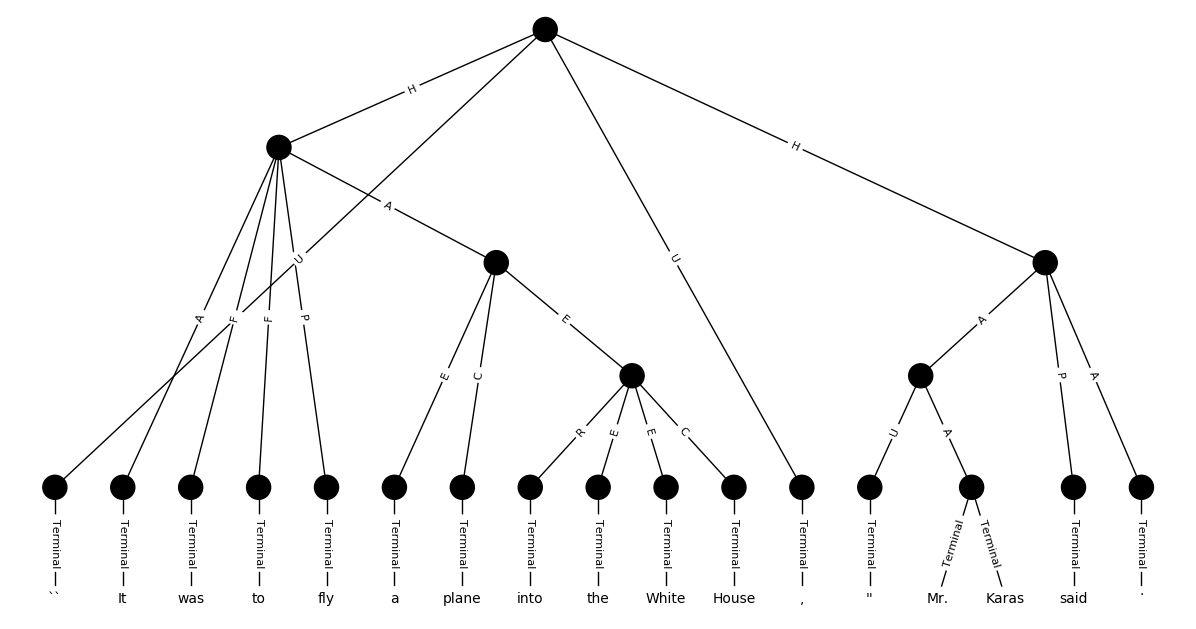 H
H
A
U
U
A
F
F
P
E
A
E
C
A
P
A
R
E
E
C
U
A
Terminal Terminal Terminal Terminal Terminal Terminal Terminal Terminal Terminal Terminal Terminal Terminal Terminal Terminal Terminal Terminal Terminal
`` It was to fly a plane into the White House , " Mr. Karas said .